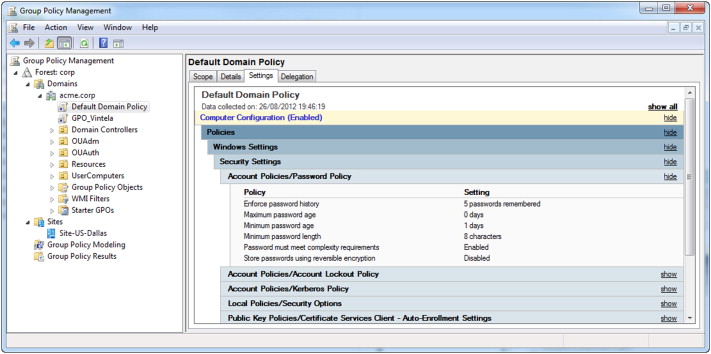 Group Policy Management
File Action View Window Help
Group Policy Management
Forest: corp
Domains
acme.corp
Default Domain Policy
GPO_Vintela
Domain Controllers
OUAdm
OUAuth
Resources
UserComputers
Group Policy Objects
WMI Filters
Starter GPOs
Sites
Site-US-Dallas
Group Policy Modeling
Group Policy Results
Default Domain Policy
Scope Details Settings Delegation
Default Domain Policy
Data collected on: 26/08/2012 19:46:19 show all
Computer Configuration (Enabled) hide
Policies hide
Windows Settings hide
Security Settings hide
Account Policies/Password Policy hide
Policy Setting
Enforce password history 5 passwords remembered
Maximum password age 0 days
Minimum password age 1 days
Minimum password length 8 characters
Password must meet complexity requirements Enabled
Store passwords using reversible encryption Disabled
Account Policies/Account Lockout Policy show
Account Policies/Kerberos Policy show
Local Policies/Security Options show
Public Key Policies/Certificate Services Client - Auto-Enrollment Settings show